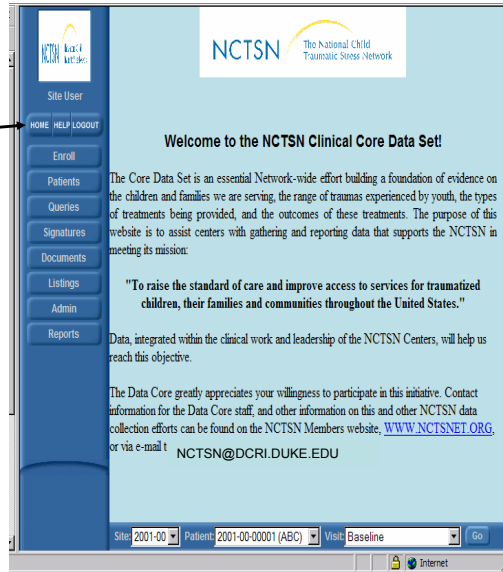 NCTSN
The National Child
Traumatic Stress Network
NCTSN
Site User
HOME HELP LOGOUT
Enroll
Patients
Queries
Signatures
Documents
Listings
Admin
Reports
Welcome to the NCTSN Clinical Core Data Set!
The Core Data Set is an essential Network-wide effort building a foundation of evidence on
the children and families we are serving, the range of traumas experienced by youth, the types
of treatments being provided, and the outcomes of these treatments. The purpose of this
website is to assist centers with gathering and reporting data that supports the NCTSN in
meeting its mission:
"To raise the standard of care and improve access to services for traumatized
children, their families and communities throughout the United States."
Data, integrated within the clinical work and leadership of the NCTSN Centers, will help us
reach this objective.
The Data Core greatly appreciates your willingness to participate in this initiative. Contact
information for the Data Core staff, and other information on this and other NCTSN data
collection efforts can be found on the NCTSN Members website, WWW.NCTSNET.ORG,
or via e-mail t NCTSN@DCRI.DUKE.EDU
Site: 2001-00 Patient: 2001-00-00001 (ABC) Visit: Baseline Go
Internet